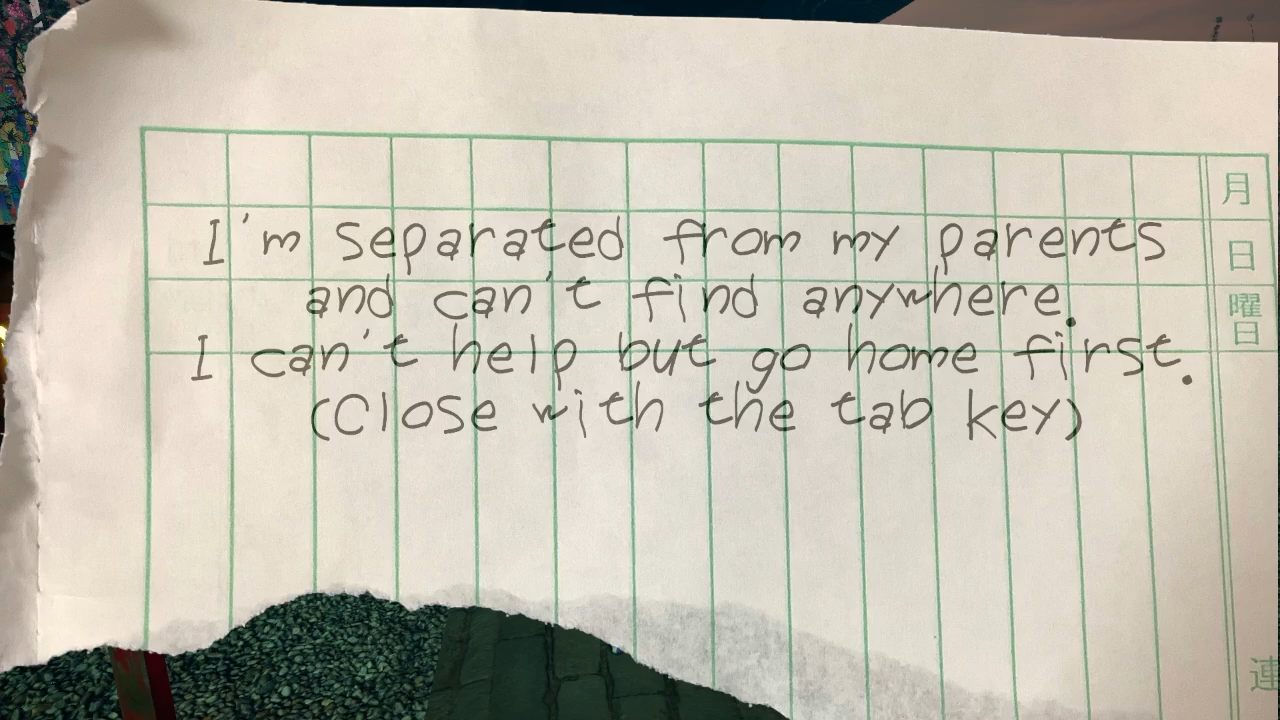 I'm separated from my parents
and can't find anywhere.
I can't help but go home first.
(Close with the tab key)
月
日
曜
日
連